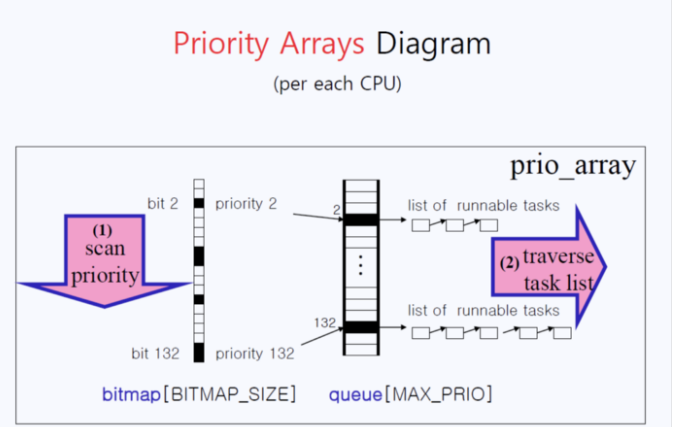 Priority Arrays Diagram
(per each CPU)
prio_array
bit 2 priority 2
2
list of runnable tasks
(1)
scan
priority
(2) traverse
task list
132
list of runnable tasks
bit 132 priority 132
bitmap[BITMAP_SIZE] queue[MAX_PRIO]